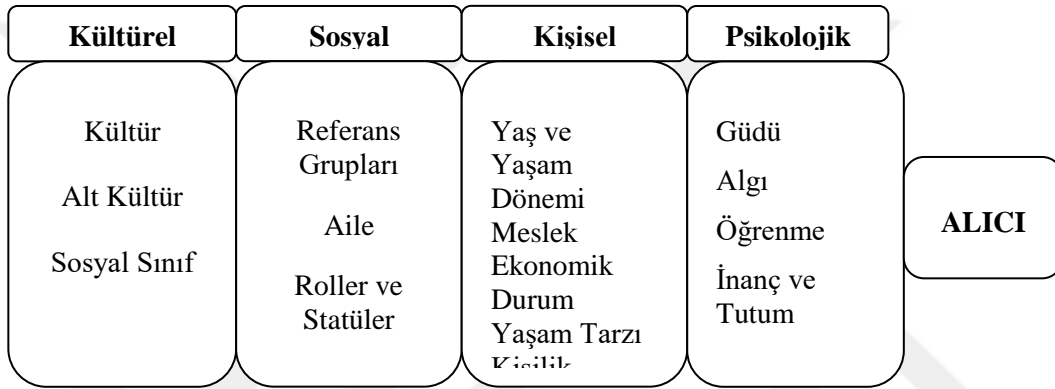 Kültürel
Sosyal
Kişisel
Psikolojik
Kültür
Alt Kültür
Sosyal Sınıf
Referans
Grupları
Aile
Roller ve
Statüler
Yaş ve
Yaşam
Dönemi
Meslek
Ekonomik
Durum
Yaşam Tarzı
Kişilik
Güdü
Algı
Öğrenme
İnanç ve
Tutum
ALICI